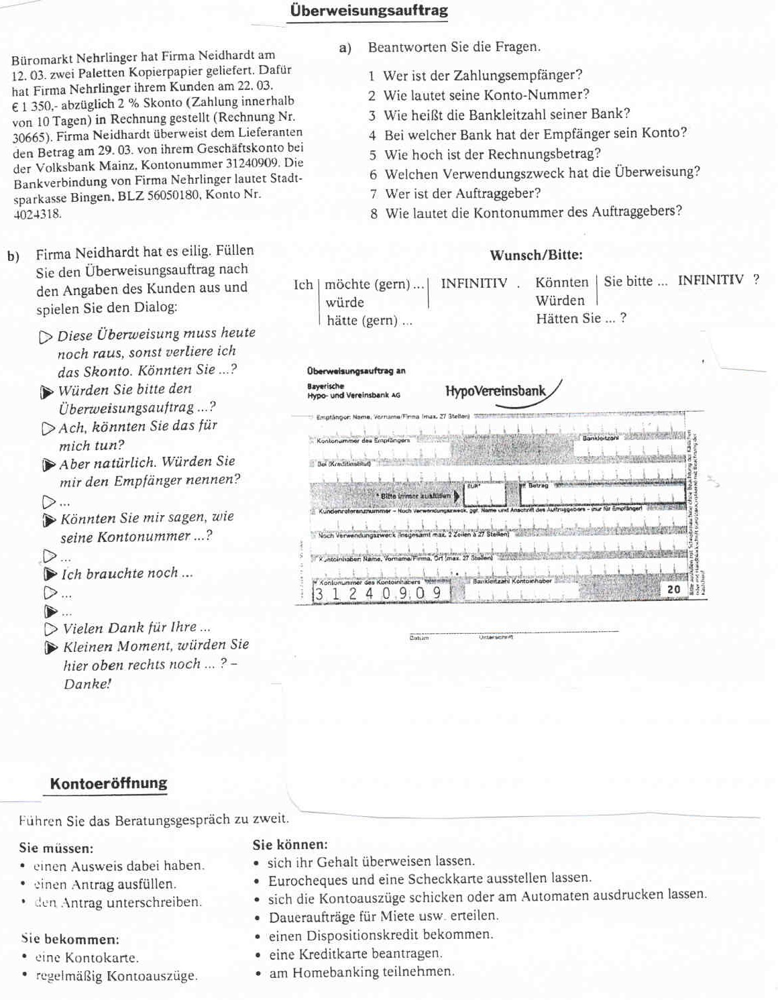 Überweisungsauftrag
Büromarkt Nehrlinger hat Firma Neidhardt am
12. 03. zwei Paletten Kopierpapier geliefert. Dafür
hat Firma Nehrlinger ihrem Kunden am 22. 03.
€ 1 350,- abzüglich 2 % Skonto (Zahlung innerhalb
von 10 Tagen) in Rechnung gestellt (Rechnung Nr.
30665). Firma Neidhardt überweist dem Lieferanten
den Betrag am 29. 03. von ihrem Geschäftskonto bei
der Volksbank Mainz, Kontonummer 31240909. Die
Bankverbindung von Firma Nehrlinger lautet Stadt-
sparkasse Bingen, BLZ 56050180, Konto Nr.
4024318.
a) Beantworten Sie die Fragen.
1 Wer ist der Zahlungsempfänger?
2 Wie lautet seine Konto-Nummer?
3 Wie heißt die Bankleitzahl seiner Bank?
4 Bei welcher Bank hat der Empfänger sein Konto?
5 Wie hoch ist der Rechnungsbetrag?
6 Welchen Verwendungszweck hat die Überweisung?
7 Wer ist der Auftraggeber?
8 Wie lautet die Kontonummer des Auftraggebers?
b) Firma Neidhardt hat es eilig. Füllen
Sie den Überweisungsauftrag nach
den Angaben des Kunden aus und
spielen Sie den Dialog:
Diese Überweisung muss heute
noch raus, sonst verliere ich
das Skonto. Könnten Sie ...?
Würden Sie bitte den
Überweisungsauftrag ...?
Ach, könnten Sie das für
mich tun?
Aber natürlich. Würden Sie
mir den Empfänger nennen?
...
Könnten Sie mir sagen, wie
seine Kontonummer ...?
...
Ich brauchte noch ...
...
...
Vielen Dank für Ihre ...
Kleinen Moment, würden Sie
hier oben rechts noch ... ? –
Danke!
Wunsch/Bitte:
Ich möchte (gern) ... INFINITIV . Könnten Sie bitte ... INFINITIV ?
würde Würden
hätte (gern) ... Hätten Sie ... ?
Überweisungsauftrag an
Bayerische
Hypo- und Vereinsbank AG
HypoVereinsbank
Empfänger: Name, Vorname/Firma (max. 27 Stellen)
Kontonummer des Empfängers Bankleitzahl
Bei (Kreditinstitut)
* Bitte immer ausfüllen EUR* Betrag
Kundenreferenznummer – Noch Verwendungszweck, ggf. Name und Anschrift des Auftraggebers – (nur für Empfänger)
Noch Verwendungszweck (insgesamt max. 2 Zeilen à 27 Stellen)
Kontoinhaber: Name, Vorname/Firma, Ort (max. 27 Stellen)
Kontonummer des Kontoinhabers Bankleitzahl Kontoinhaber
3 1 2 4 0 9 0 9 20
Datum Unterschrift
Kontoeröffnung
Führen Sie das Beratungsgespräch zu zweit.
Sie müssen:
• einen Ausweis dabei haben.
• einen Antrag ausfüllen.
• den Antrag unterschreiben.
Sie bekommen:
• eine Kontokarte.
• regelmäßig Kontoauszüge.
Sie können:
• sich ihr Gehalt überweisen lassen.
• Eurocheques und eine Scheckkarte ausstellen lassen.
• sich die Kontoauszüge schicken oder am Automaten ausdrucken lassen.
• Daueraufträge für Miete usw. erteilen.
• einen Dispositionskredit bekommen.
• eine Kreditkarte beantragen.
• am Homebanking teilnehmen.